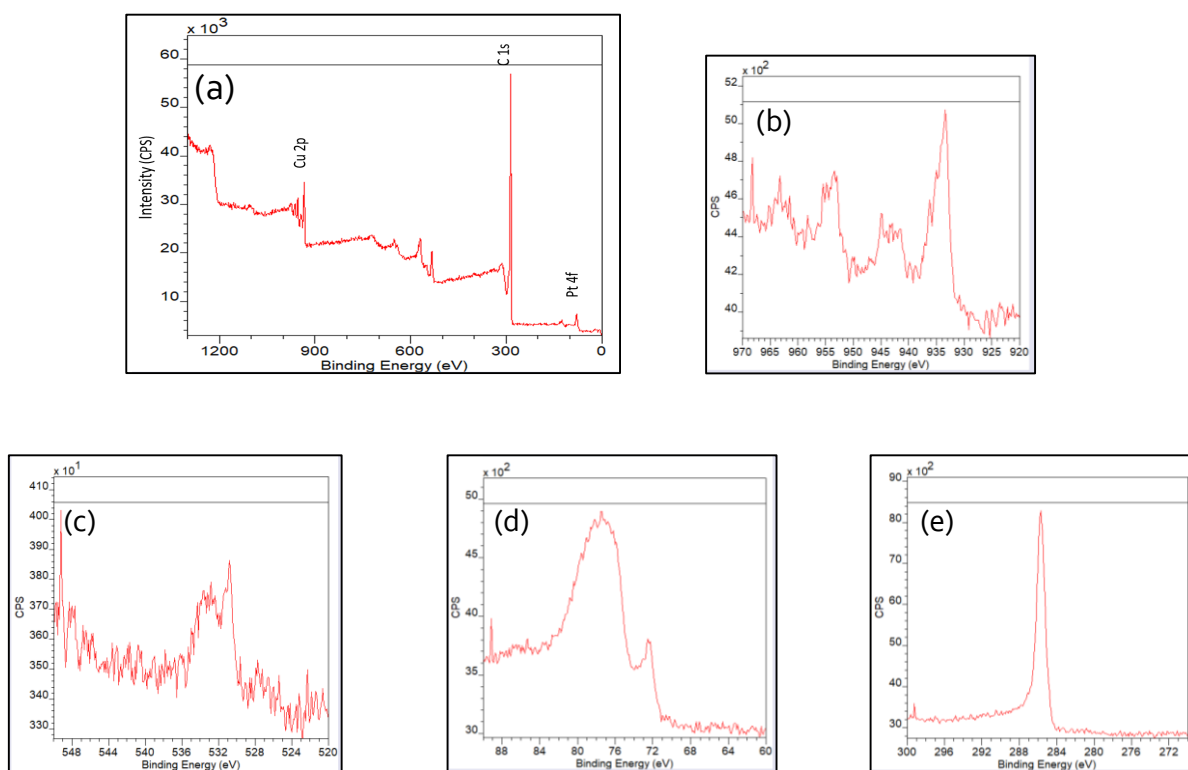 x 10³
(a)
C 1s
60
50
40
30
20
10
Intensity (CPS)
Cu 2p
Pt 4f
1200 900 600 300 0
Binding Energy (eV)
x 10²
(b)
52
50
48
46
44
42
40
CPS
970 965 960 955 950 945 940 935 930 925 920
Binding Energy (eV)
x 10¹
(c)
410
400
390
380
370
360
350
340
330
CPS
548 544 540 536 532 528 524 520
Binding Energy (eV)
x 10²
(d)
50
45
40
35
30
CPS
88 84 80 76 72 68 64 60
Binding Energy (eV)
x 10²
(e)
90
80
70
60
50
40
30
CPS
300 296 292 288 284 280 276 272
Binding Energy (eV)